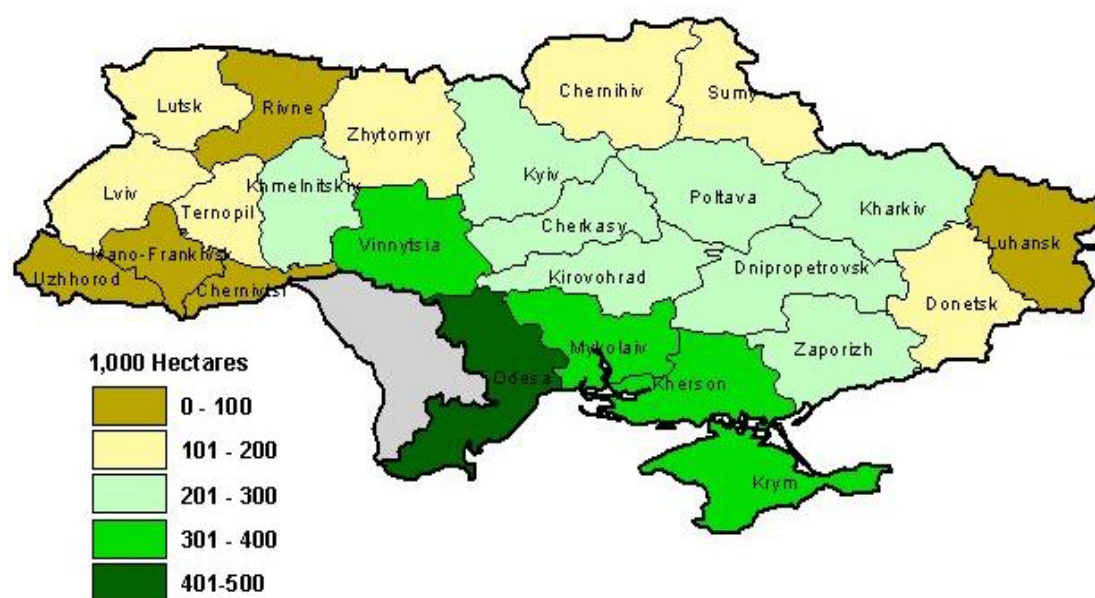 Lutsk
Rivne
Zhytomyr
Chernihiv
Sumy
Lviv
Ternopil
Khmelnitskiy
Kyiv
Poltava
Kharkiv
Cherkasy
Luhansk
Ivano-Frankivsk
Uzhhorod
Chernivtsi
Vinnytsia
Kirovohrad
Dnipropetrovsk
Donetsk
Mykolaiv
Zaporizh
Odesa
Kherson
Krym
1,000 Hectares
0 - 100
101 - 200
201 - 300
301 - 400
401-500